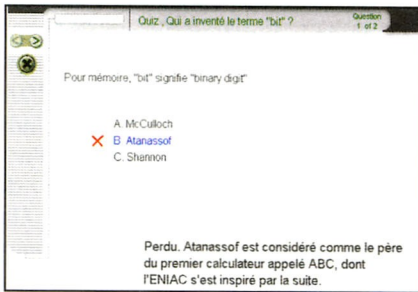 Quiz , Qui a inventé le terme "bit" ?
Question
1 of 2
Pour mémoire, "bit" signifie "binary digit"
A. McCulloch
B Atanassof
C. Shannon
Perdu. Atanassof est considéré comme le père
du premier calculateur appelé ABC, dont
l'ENIAC s'est inspiré par la suite.